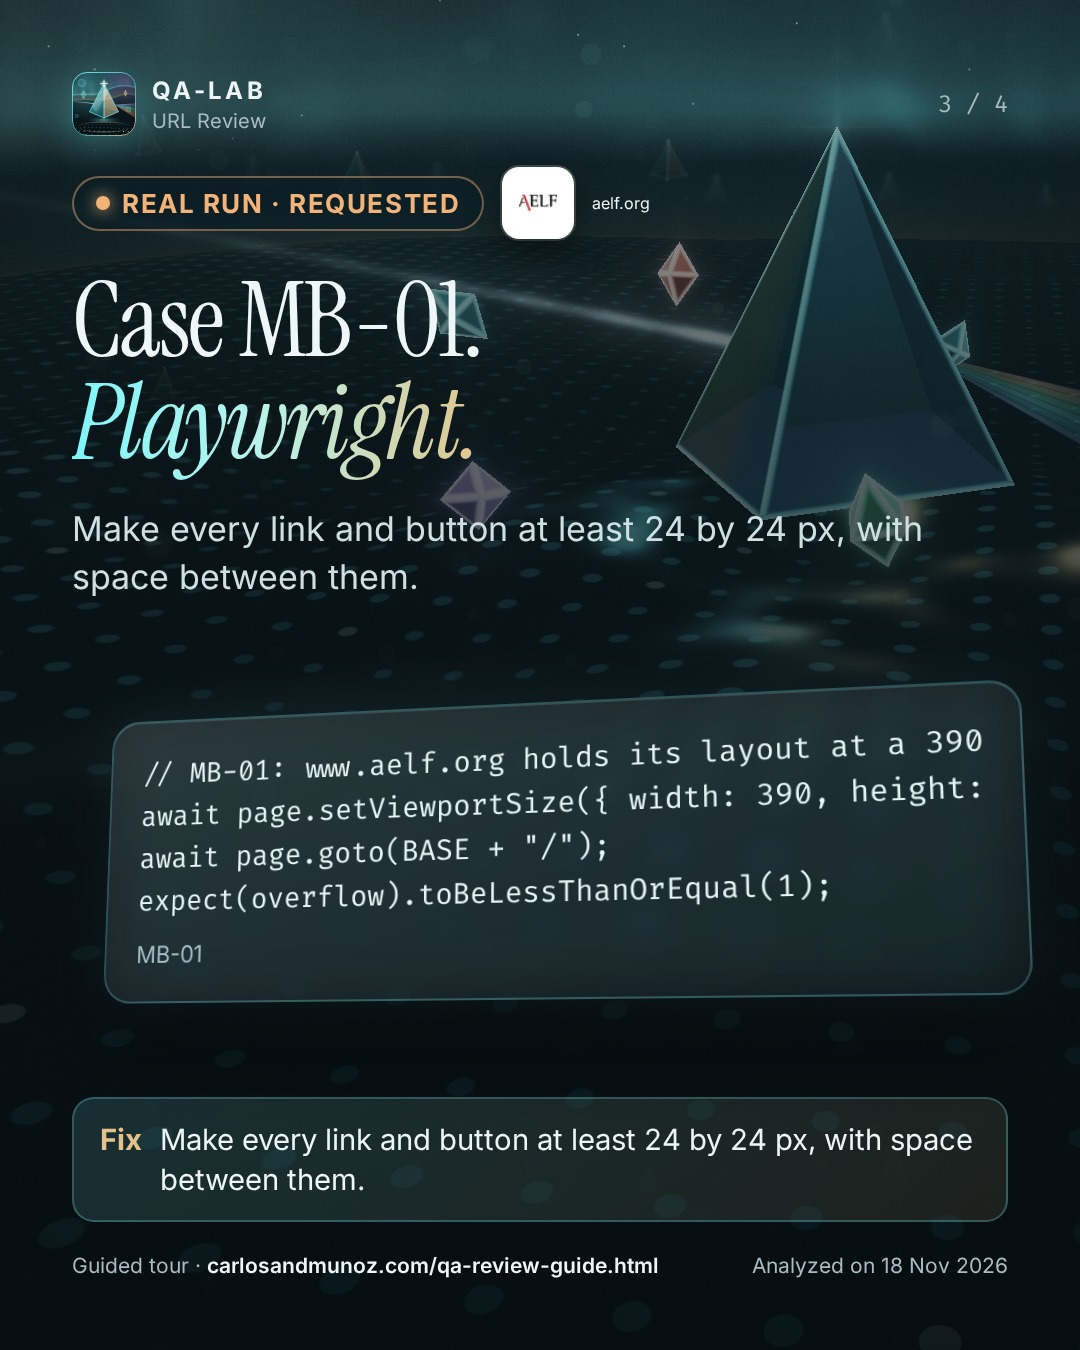 QA-LAB
URL Review
3 / 4
REAL RUN · REQUESTED
AELF
aelf.org
Case MB-01.
Playwright.
Make every link and button at least 24 by 24 px, with
space between them.
// MB-01: www.aelf.org holds its layout at a 390
await page.setViewportSize({ width: 390, height:
await page.goto(BASE + "/");
expect(overflow).toBeLessThanOrEqual(1);
MB-01
Fix Make every link and button at least 24 by 24 px, with space
between them.
Guided tour · carlosandmunoz.com/qa-review-guide.html
Analyzed on 18 Nov 2026